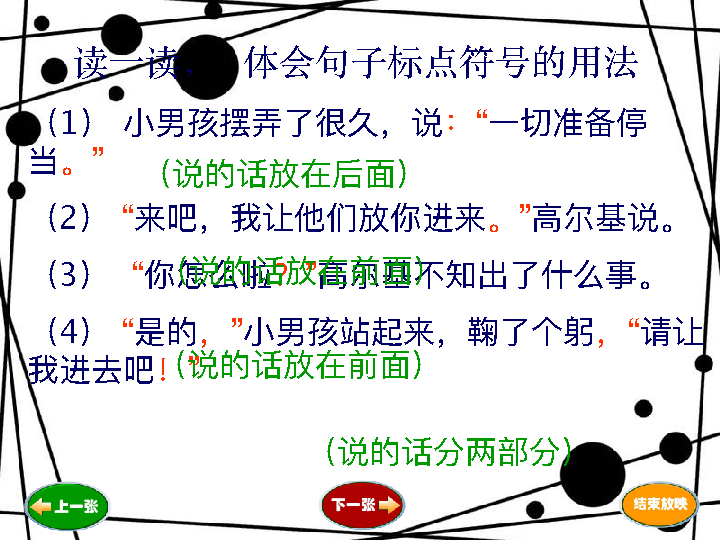 读一读， 体会句子标点符号的用法
（1） 小男孩摆弄了很久，说：“一切准备停
当。”
（说的话放在后面）
（2）“来吧，我让他们放你进来。”高尔基说。
（3） “你怎么啦？”高尔基不知出了什么事。
（说的话放在前面）
（4）“是的，”小男孩站起来，鞠了个躬，“请让
我进去吧！”
（说的话放在前面）
（说的话分两部分）
上一张
下一张
结束放映